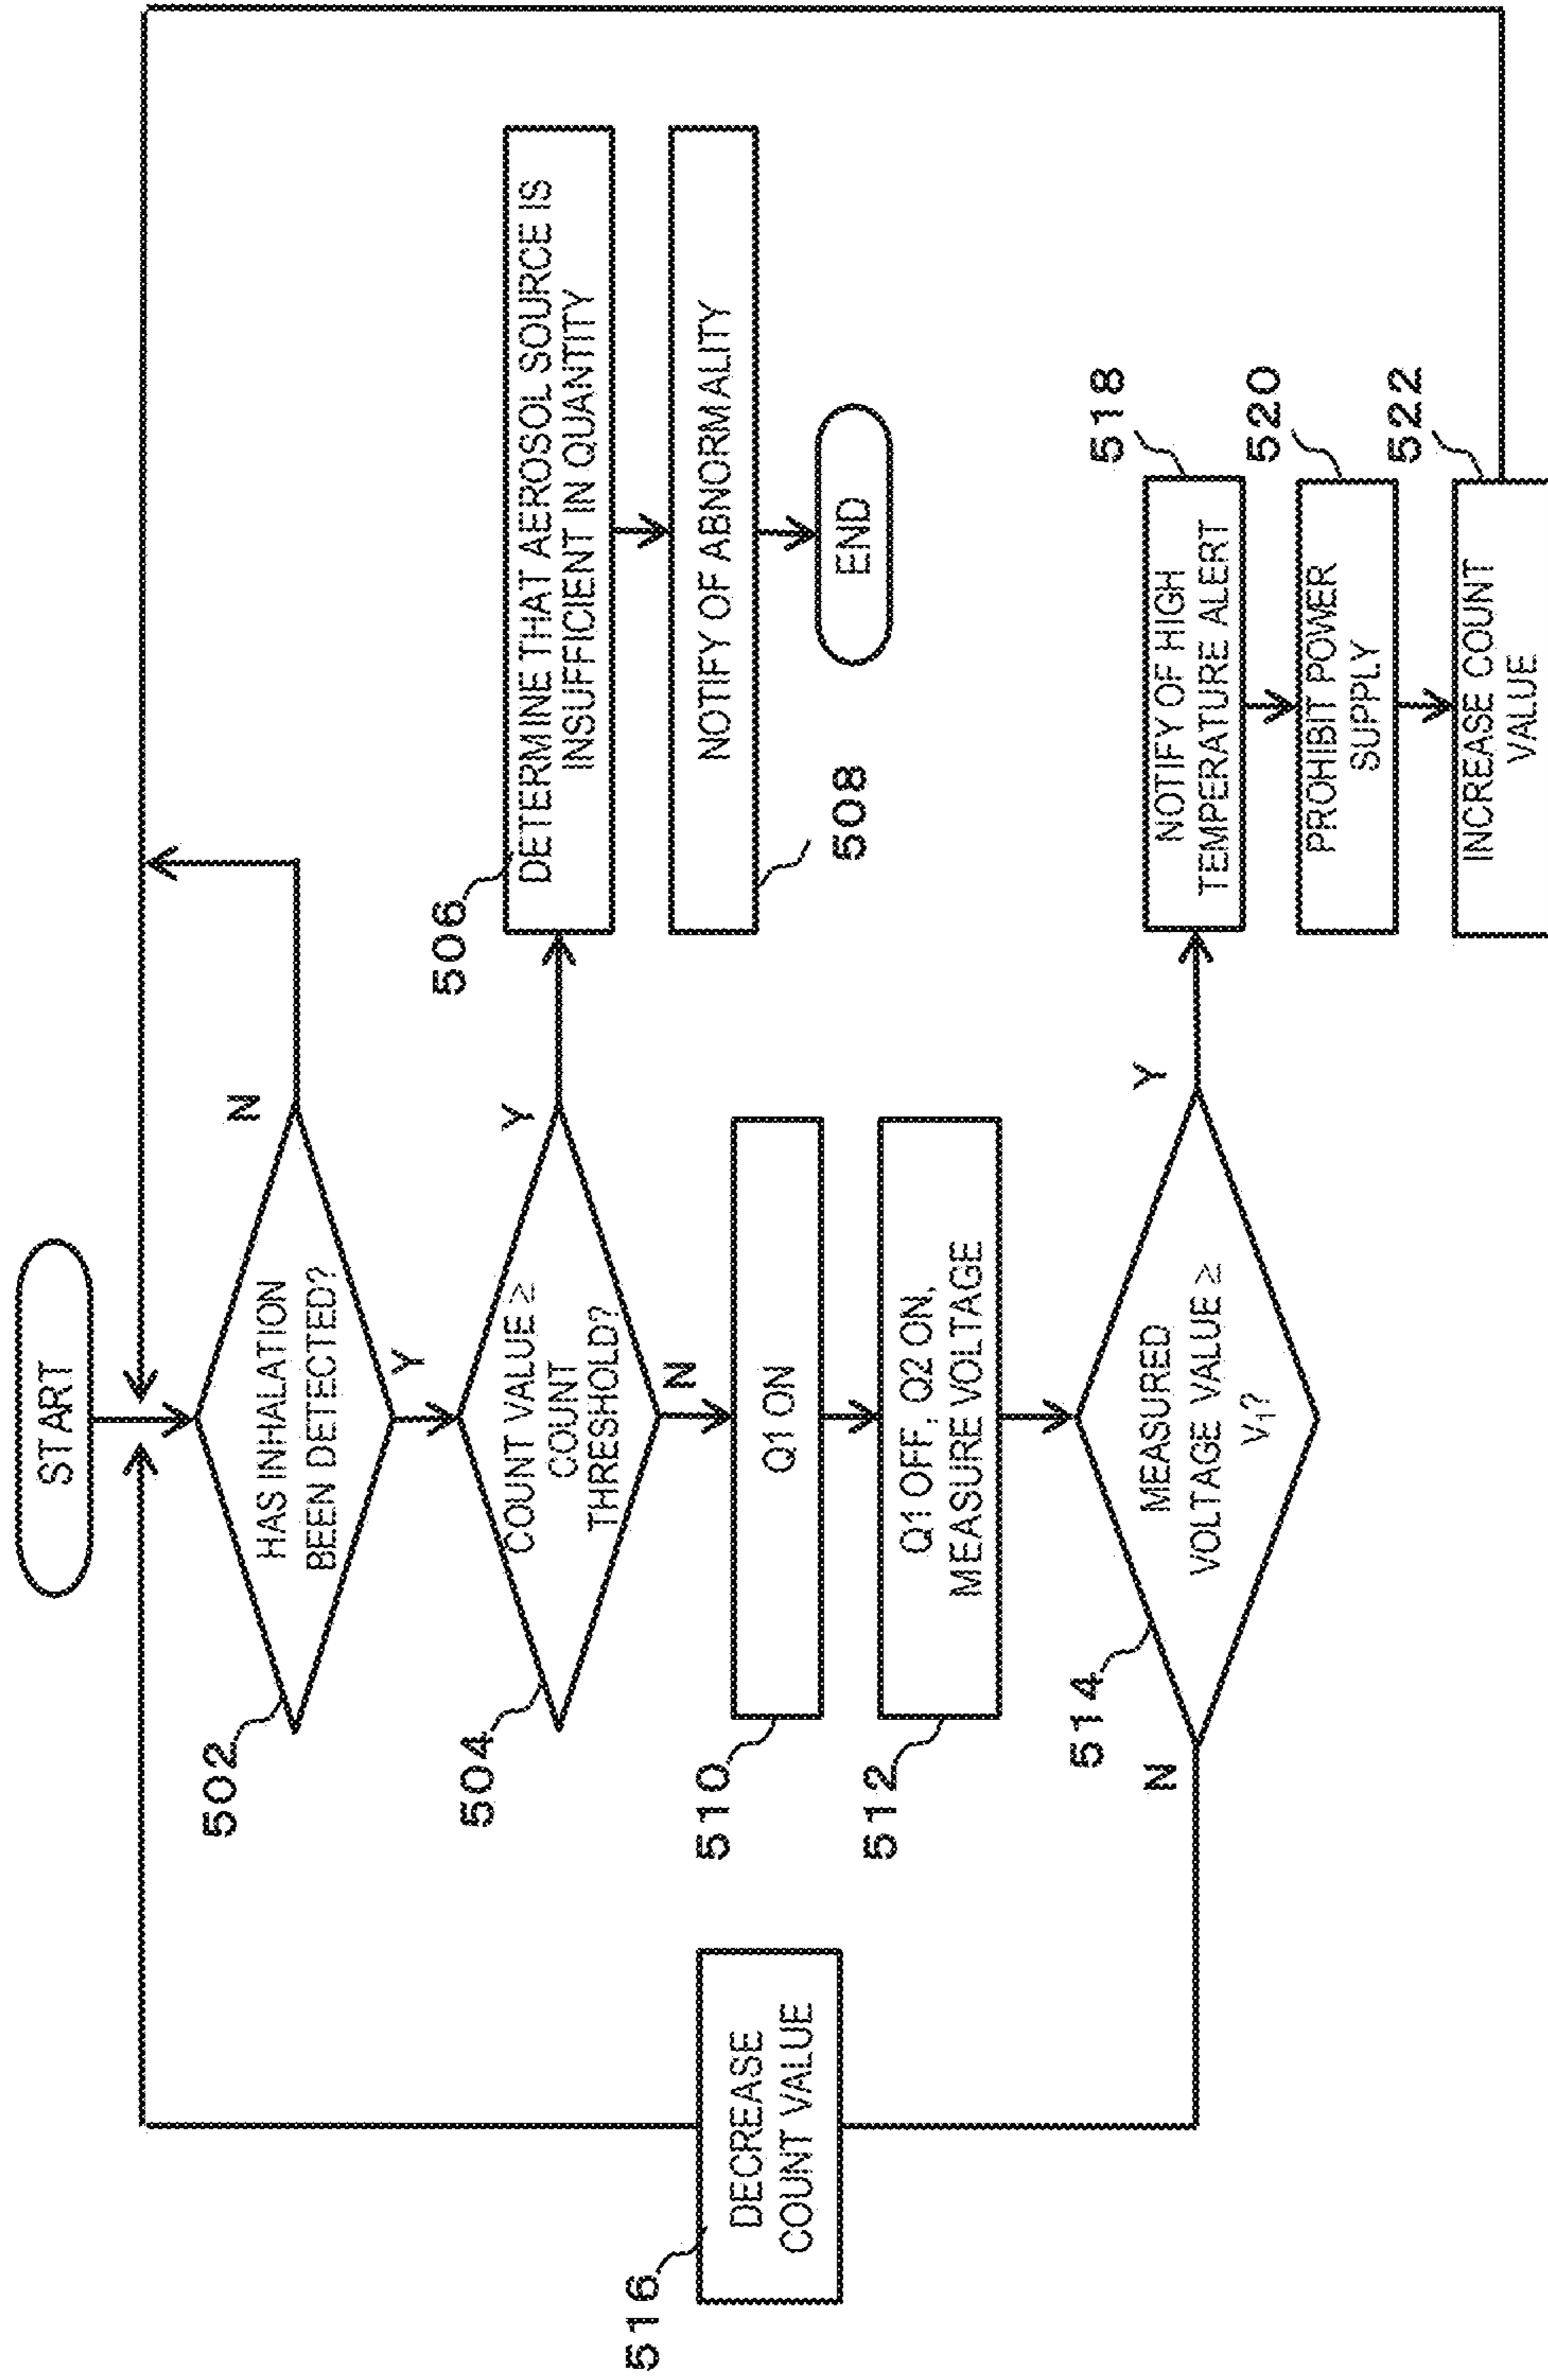 START
502
HAS INHALATION
BEEN DETECTED?
N
Y
504
COUNT VALUE ≥
COUNT
THRESHOLD?
Y
N
506
DETERMINE THAT AEROSOL SOURCE IS
INSUFFICIENT IN QUANTITY
508
NOTIFY OF ABNORMALITY
END
510
Q1 ON
512
Q1 OFF, Q2 ON,
MEASURE VOLTAGE
514
MEASURED
VOLTAGE VALUE ≥
V₁?
N
Y
516
DECREASE
COUNT VALUE
518
NOTIFY OF HIGH
TEMPERATURE ALERT
520
PROHIBIT POWER
SUPPLY
522
INCREASE COUNT
VALUE